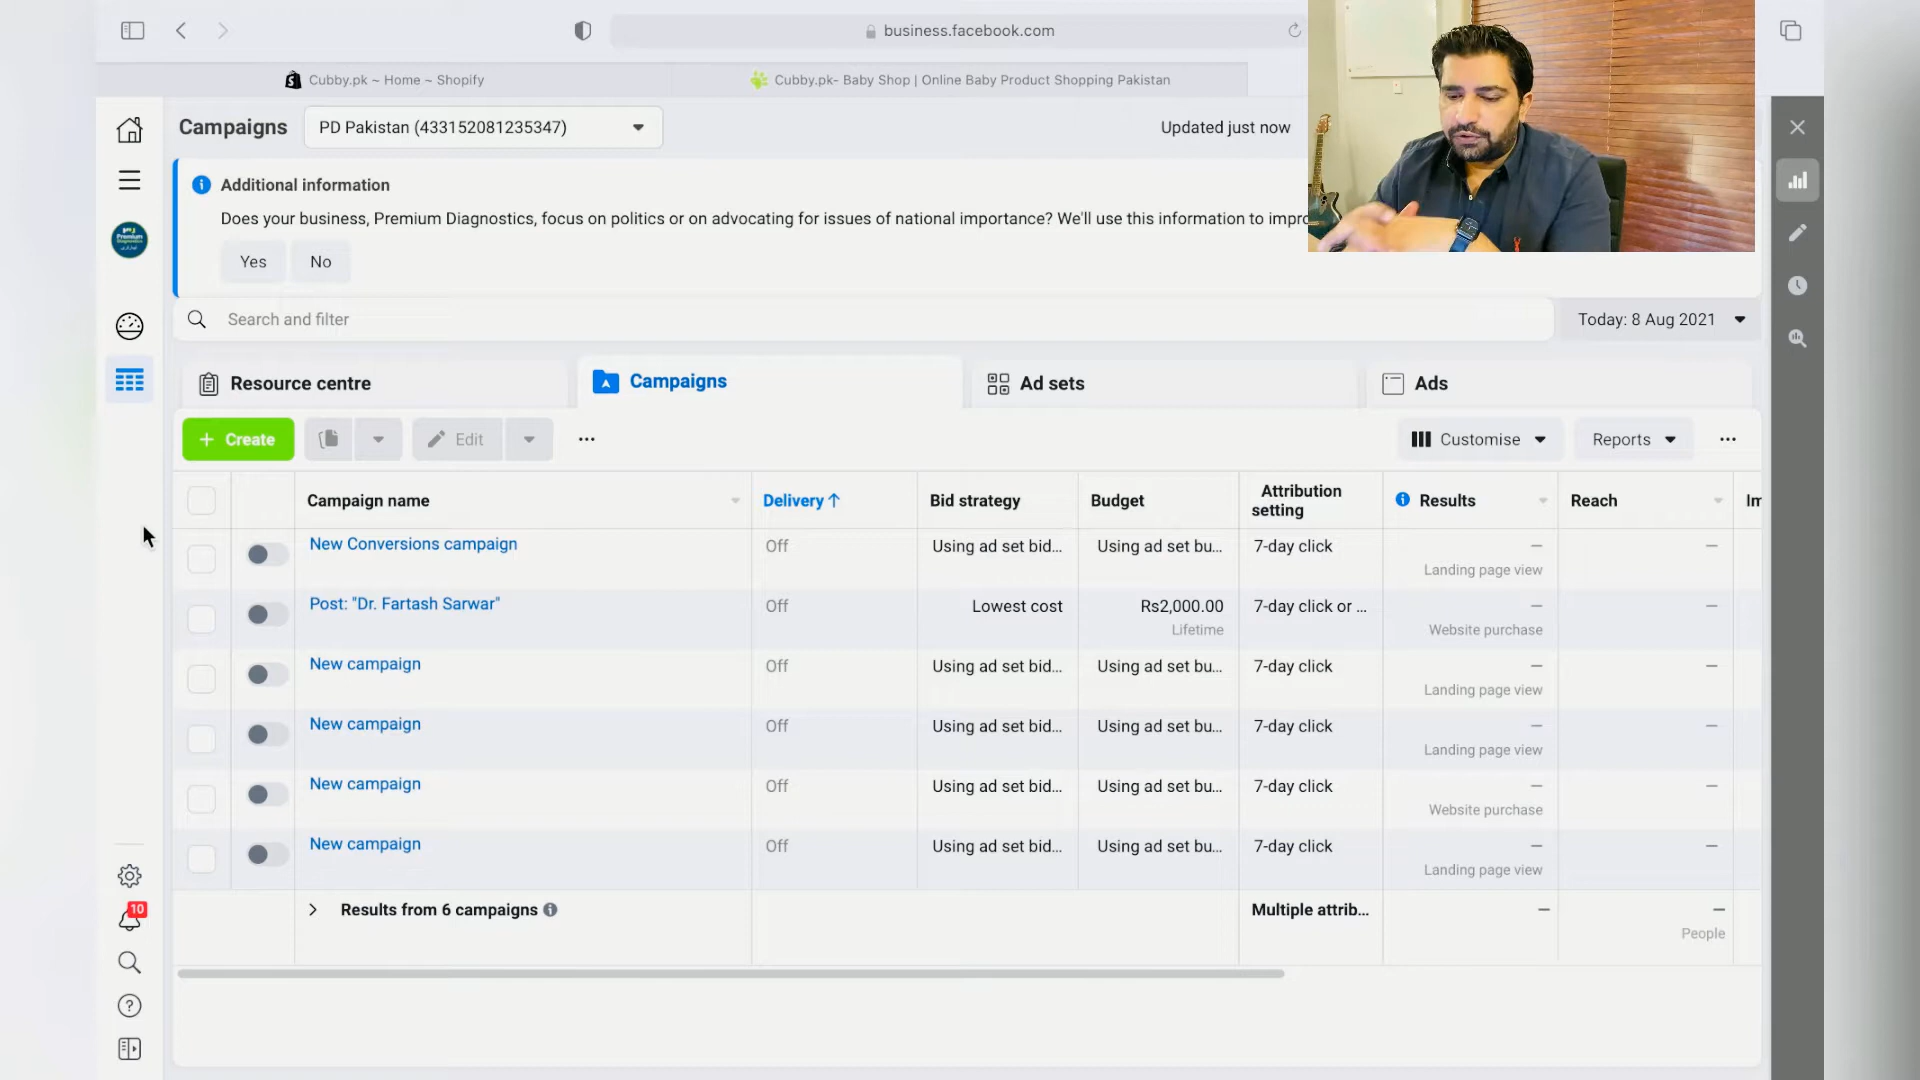 business.facebook.com
Cubby.pk ~ Home ~ Shopify
Cubby.pk- Baby Shop | Online Baby Product Shopping Pakistan
Campaigns
PD Pakistan (433152081235347)
Updated just now
Additional information
Does your business, Premium Diagnostics, focus on politics or on advocating for issues of national importance? We'll use this information to impro
Yes
No
Search and filter
Today: 8 Aug 2021
Resource centre
Campaigns
Ad sets
Ads
+ Create
Edit
...
Customise
Reports
...
Campaign name
Delivery ↑
Bid strategy
Budget
Attribution
setting
Results
Reach
Im
New Conversions campaign
Off
Using ad set bid...
Using ad set bu...
7-day click
—
Landing page view
—
Post: "Dr. Fartash Sarwar"
Off
Lowest cost
Rs2,000.00
Lifetime
7-day click or ...
—
Website purchase
—
New campaign
Off
Using ad set bid...
Using ad set bu...
7-day click
—
Landing page view
—
New campaign
Off
Using ad set bid...
Using ad set bu...
7-day click
—
Landing page view
—
New campaign
Off
Using ad set bid...
Using ad set bu...
7-day click
—
Website purchase
—
New campaign
Off
Using ad set bid...
Using ad set bu...
7-day click
—
Landing page view
—
Results from 6 campaigns
Multiple attrib...
—
—
People
10
Premium
Diagnostics